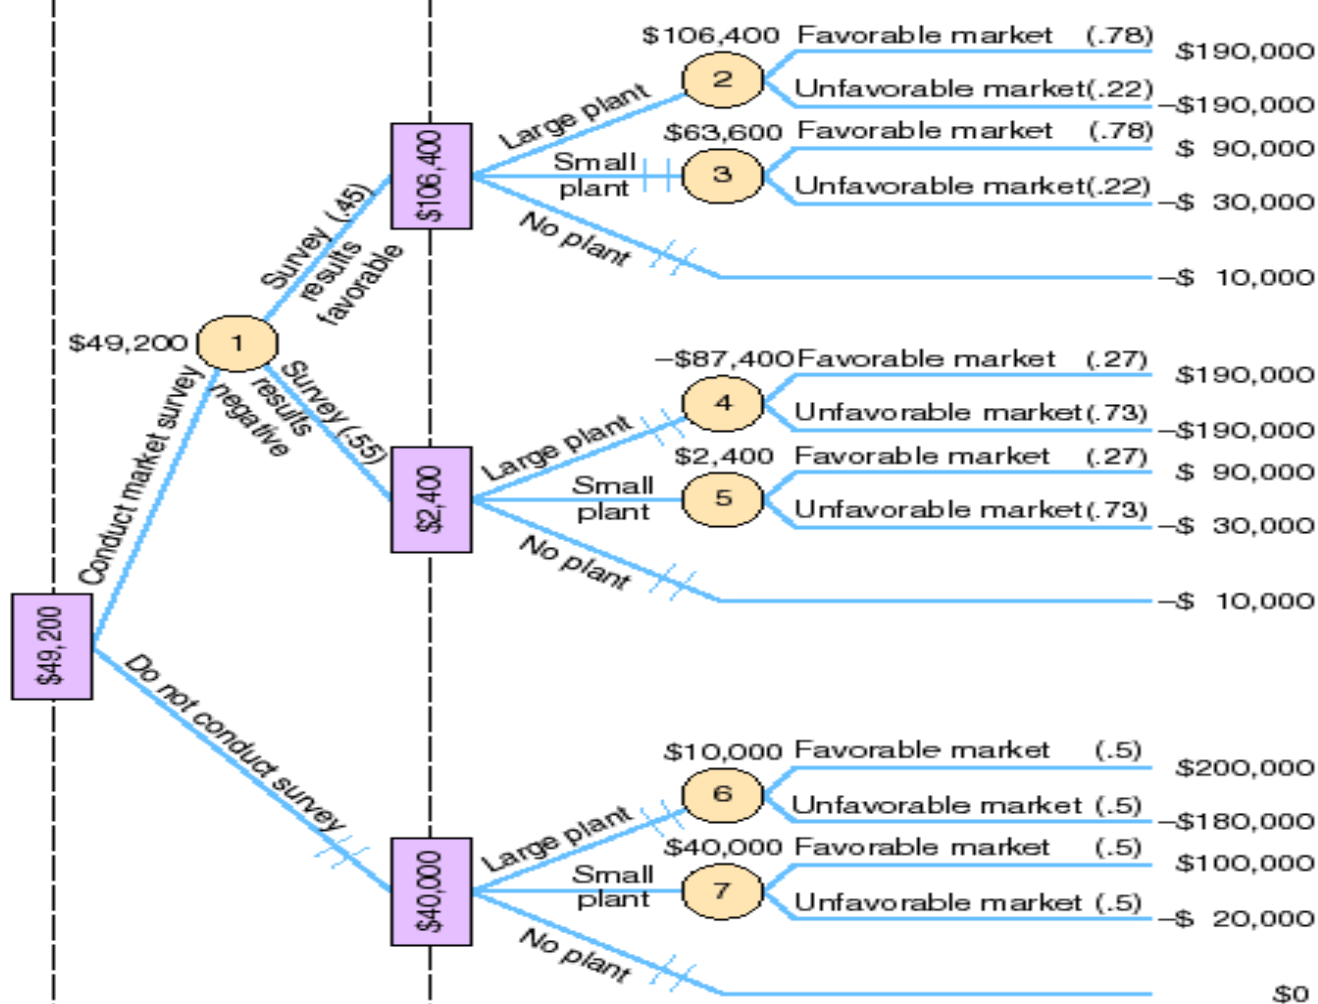 $106,400 Favorable market (.78) $190,000
2
Unfavorable market(.22) –$190,000
Large plant
$63,600 Favorable market (.78) $ 90,000
Small
plant
3
Unfavorable market(.22) –$ 30,000
No plant
–$ 10,000
$106,400
Survey (.45)
results
favorable
$49,200
1
Survey (.55)
results
negative
Conduct market survey
–$87,400 Favorable market (.27) $190,000
4
Unfavorable market(.73) –$190,000
Large plant
$2,400 Favorable market (.27) $ 90,000
Small
plant
5
Unfavorable market(.73) –$ 30,000
No plant
–$ 10,000
$2,400
$49,200
Do not conduct survey
$10,000 Favorable market (.5) $200,000
6
Unfavorable market (.5) –$180,000
Large plant
$40,000 Favorable market (.5) $100,000
Small
plant
7
Unfavorable market (.5) –$ 20,000
No plant
$0
$40,000